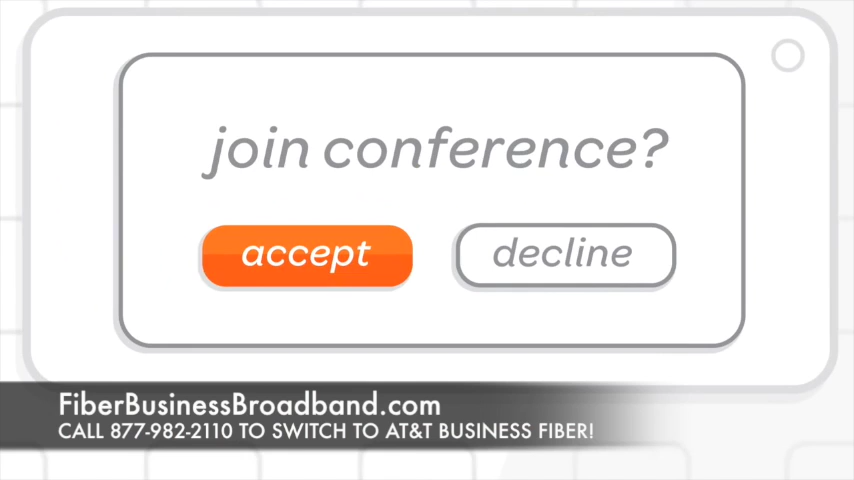 join conference?
accept
decline
FiberBusinessBroadband.com
CALL 877-982-2110 TO SWITCH TO AT&T BUSINESS FIBER!